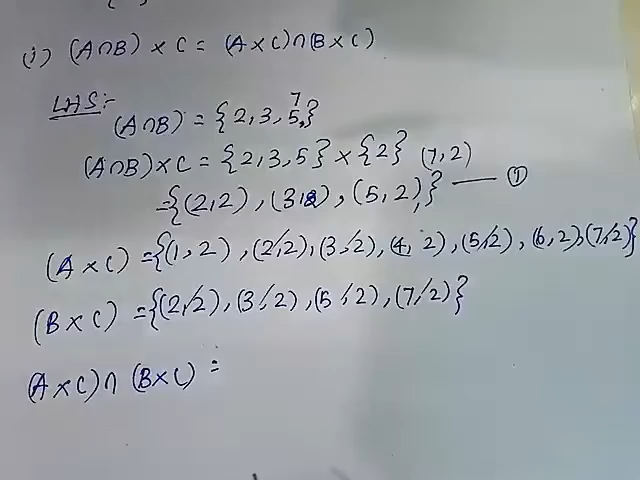 (i) (A∩B) × C = (A×C)∩(B×C)
LHS:-
(A∩B) = {2,3,5,7}
(A∩B)×C = {2,3,5} × {2} (7,2)
={(2,2),(3,2),(5,2),} — ①
(A×C) ={(1,2),(2,2),(3,2),(4,2),(5,2),(6,2),(7,2)}
(B×C) ={(2,2),(3,2),(5,2),(7,2)}
(A×C)∩(B×C) =